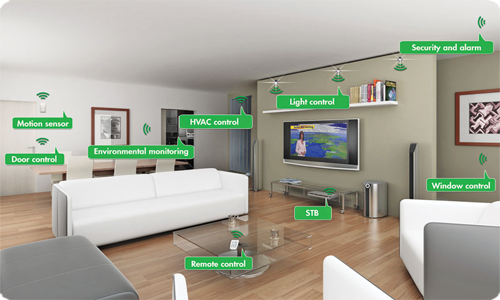 Security and alarm
Light control
HVAC control
Motion sensor
Environmental monitoring
Door control
Window control
STB
Remote control